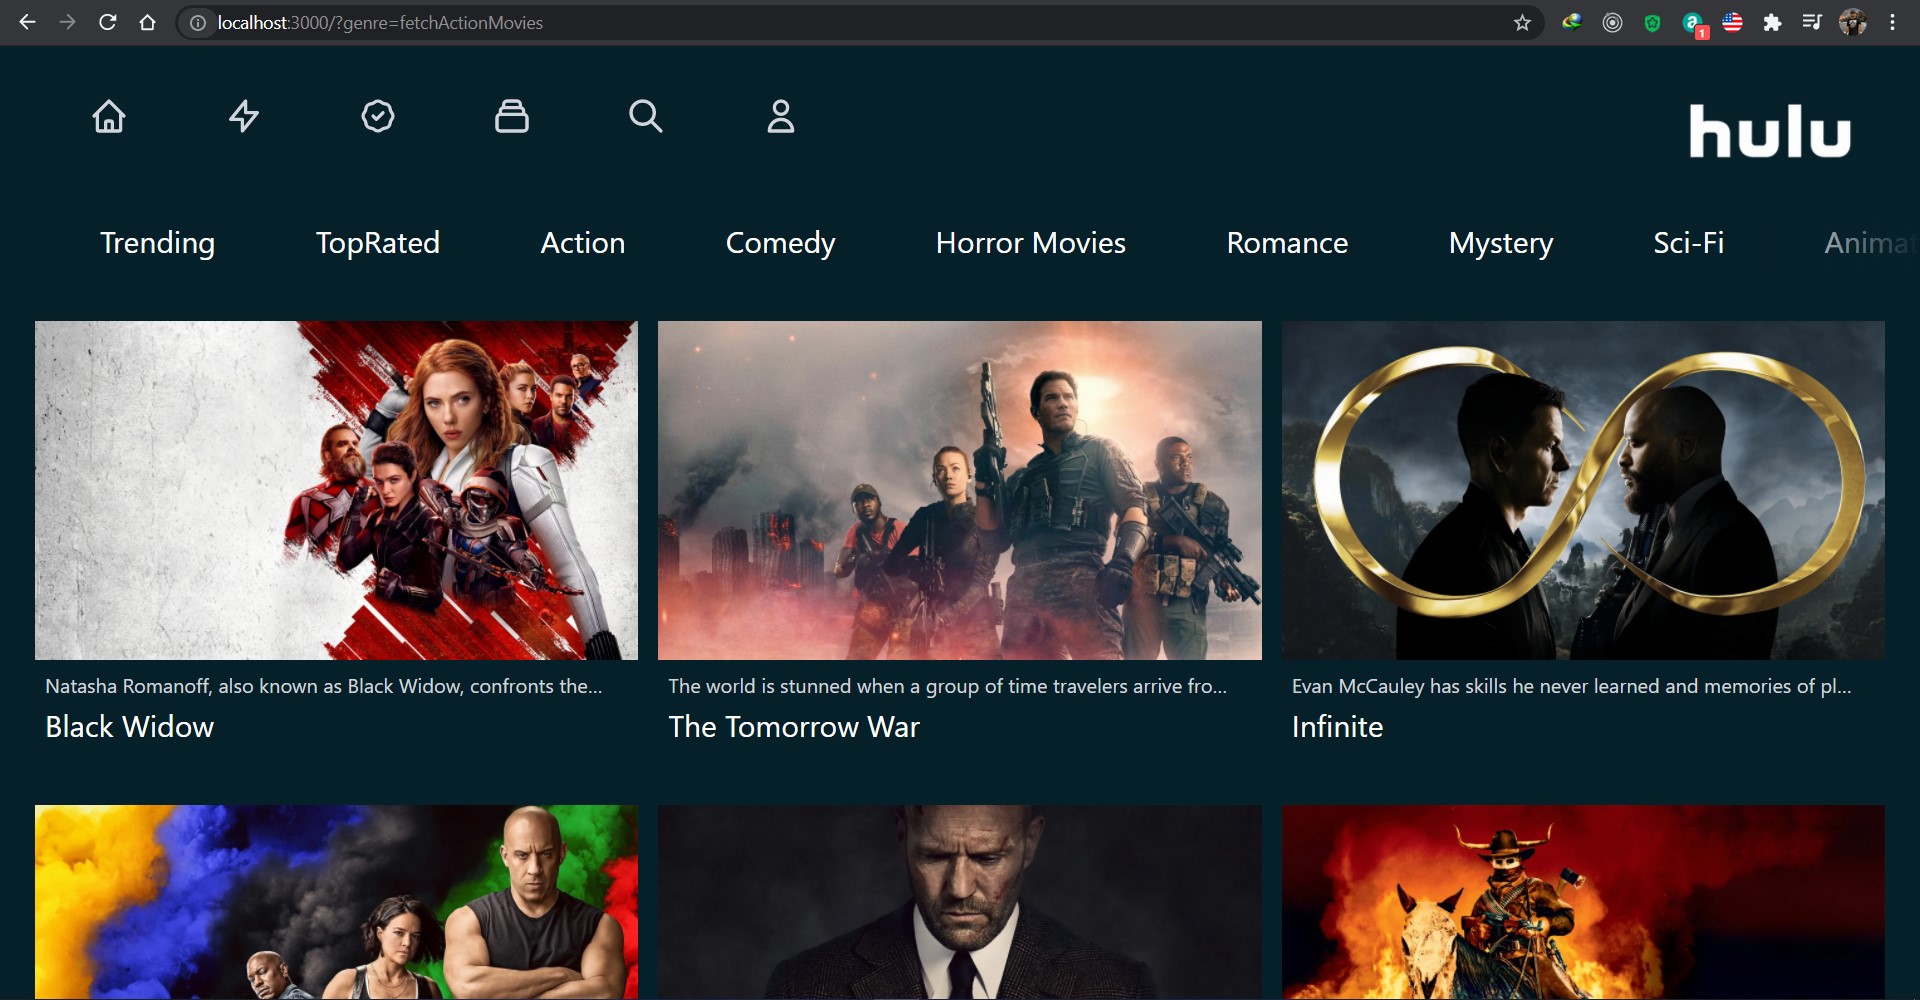 localhost:3000/?genre=fetchActionMovies
1
hulu
Trending TopRated Action Comedy Horror Movies Romance Mystery Sci-Fi Animat
Natasha Romanoff, also known as Black Widow, confronts the...
Black Widow
The world is stunned when a group of time travelers arrive fro...
The Tomorrow War
Evan McCauley has skills he never learned and memories of pl...
Infinite